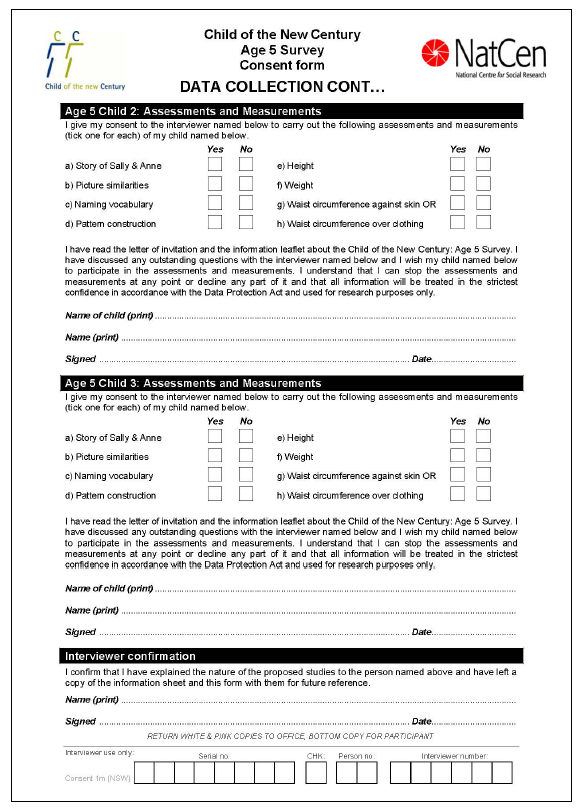 C C
Child of the new Century
Child of the New Century
Age 5 Survey
Consent form
DATA COLLECTION CONT…
NatCen
National Centre for Social Research
Age 5 Child 2: Assessments and Measurements
I give my consent to the interviewer named below to carry out the following assessments and measurements
(tick one for each) of my child named below.
Yes No Yes No
a) Story of Sally & Anne e) Height
b) Picture similarities f) Weight
c) Naming vocabulary g) Waist circumference against skin OR
d) Pattern construction h) Waist circumference over clothing
I have read the letter of invitation and the information leaflet about the Child of the New Century: Age 5 Survey. I
have discussed any outstanding questions with the interviewer named below and I wish my child named below
to participate in the assessments and measurements. I understand that I can stop the assessments and
measurements at any point or decline any part of it and that all information will be treated in the strictest
confidence in accordance with the Data Protection Act and used for research purposes only.
Name of child (print)
Name (print)
Signed Date
Age 5 Child 3: Assessments and Measurements
I give my consent to the interviewer named below to carry out the following assessments and measurements
(tick one for each) of my child named below.
Yes No Yes No
a) Story of Sally & Anne e) Height
b) Picture similarities f) Weight
c) Naming vocabulary g) Waist circumference against skin OR
d) Pattern construction h) Waist circumference over clothing
I have read the letter of invitation and the information leaflet about the Child of the New Century: Age 5 Survey. I
have discussed any outstanding questions with the interviewer named below and I wish my child named below
to participate in the assessments and measurements. I understand that I can stop the assessments and
measurements at any point or decline any part of it and that all information will be treated in the strictest
confidence in accordance with the Data Protection Act and used for research purposes only.
Name of child (print)
Name (print)
Signed Date
Interviewer confirmation
I confirm that I have explained the nature of the proposed studies to the person named above and have left a
copy of the information sheet and this form with them for future reference.
Name (print)
Signed Date
RETURN WHITE & PINK COPIES TO OFFICE, BOTTOM COPY FOR PARTICIPANT
Interviewer use only: Serial no: CHK: Person no: Interviewer number:
Consent 1m (NSW)